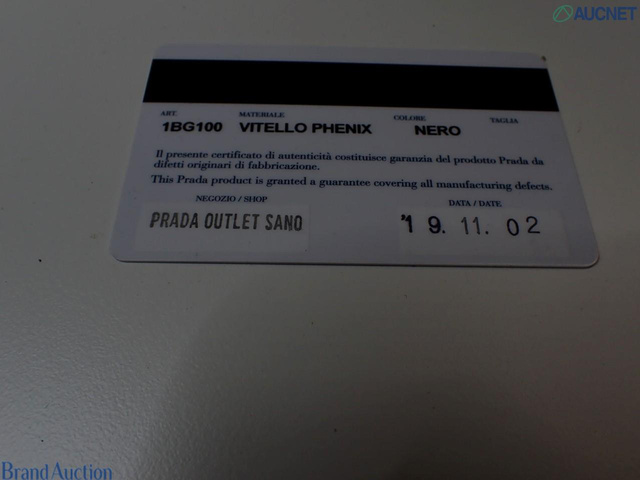 AUCNET
ART. MATERIALE COLORE TAGLIA
1BG100 VITELLO PHENIX NERO
Il presente certificato di autenticità costituisce garanzia del prodotto Prada da
difetti originari di fabbricazione.
This Prada product is granted a guarantee covering all manufacturing defects.
NEGOZIO / SHOP DATA / DATE
PRADA OUTLET SANO '19. 11. 02
Brand Auction